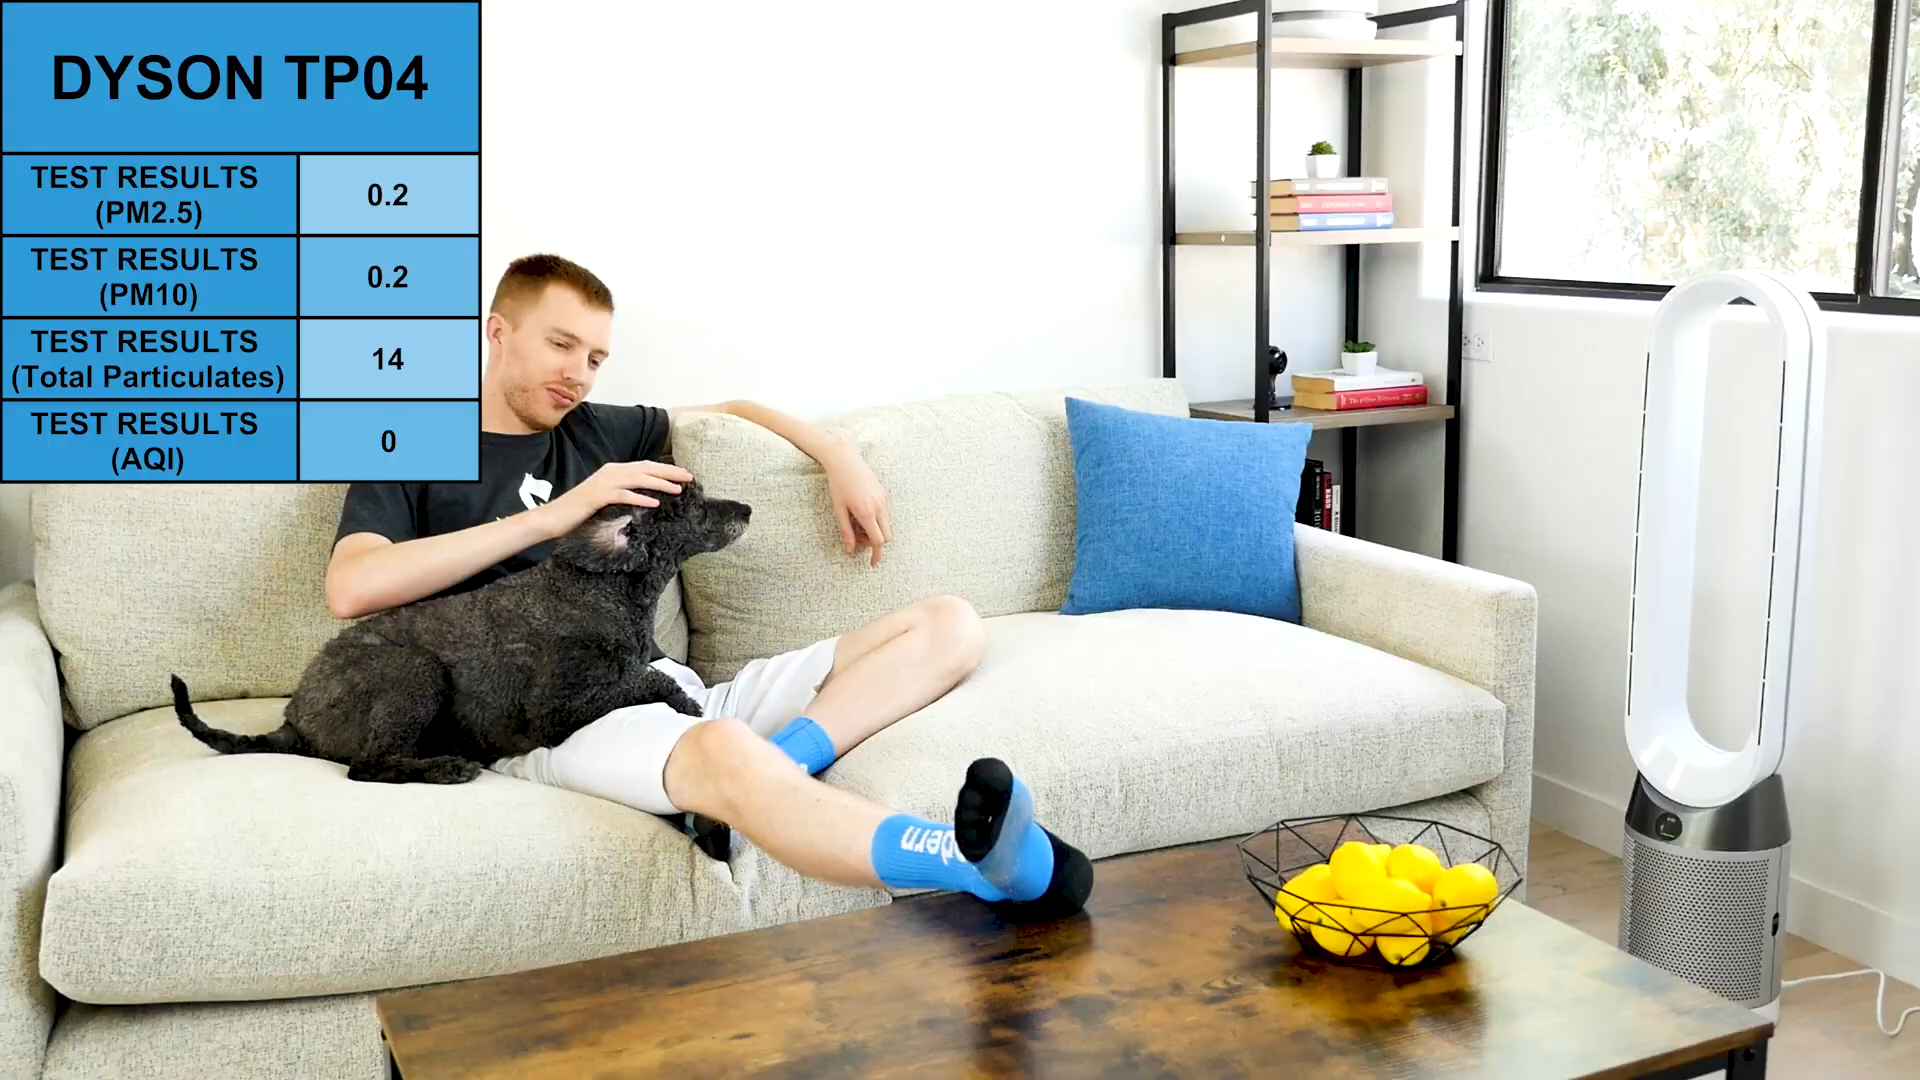 DYSON TP04
TEST RESULTS
(PM2.5)
0.2
TEST RESULTS
(PM10)
0.2
TEST RESULTS
(Total Particulates)
14
TEST RESULTS
(AQI)
0
odern